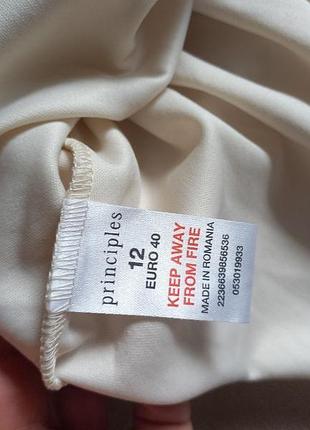 principles
12
EURO 40
KEEP AWAY
FROM FIRE
MADE IN ROMANIA
2236639856536
053019933